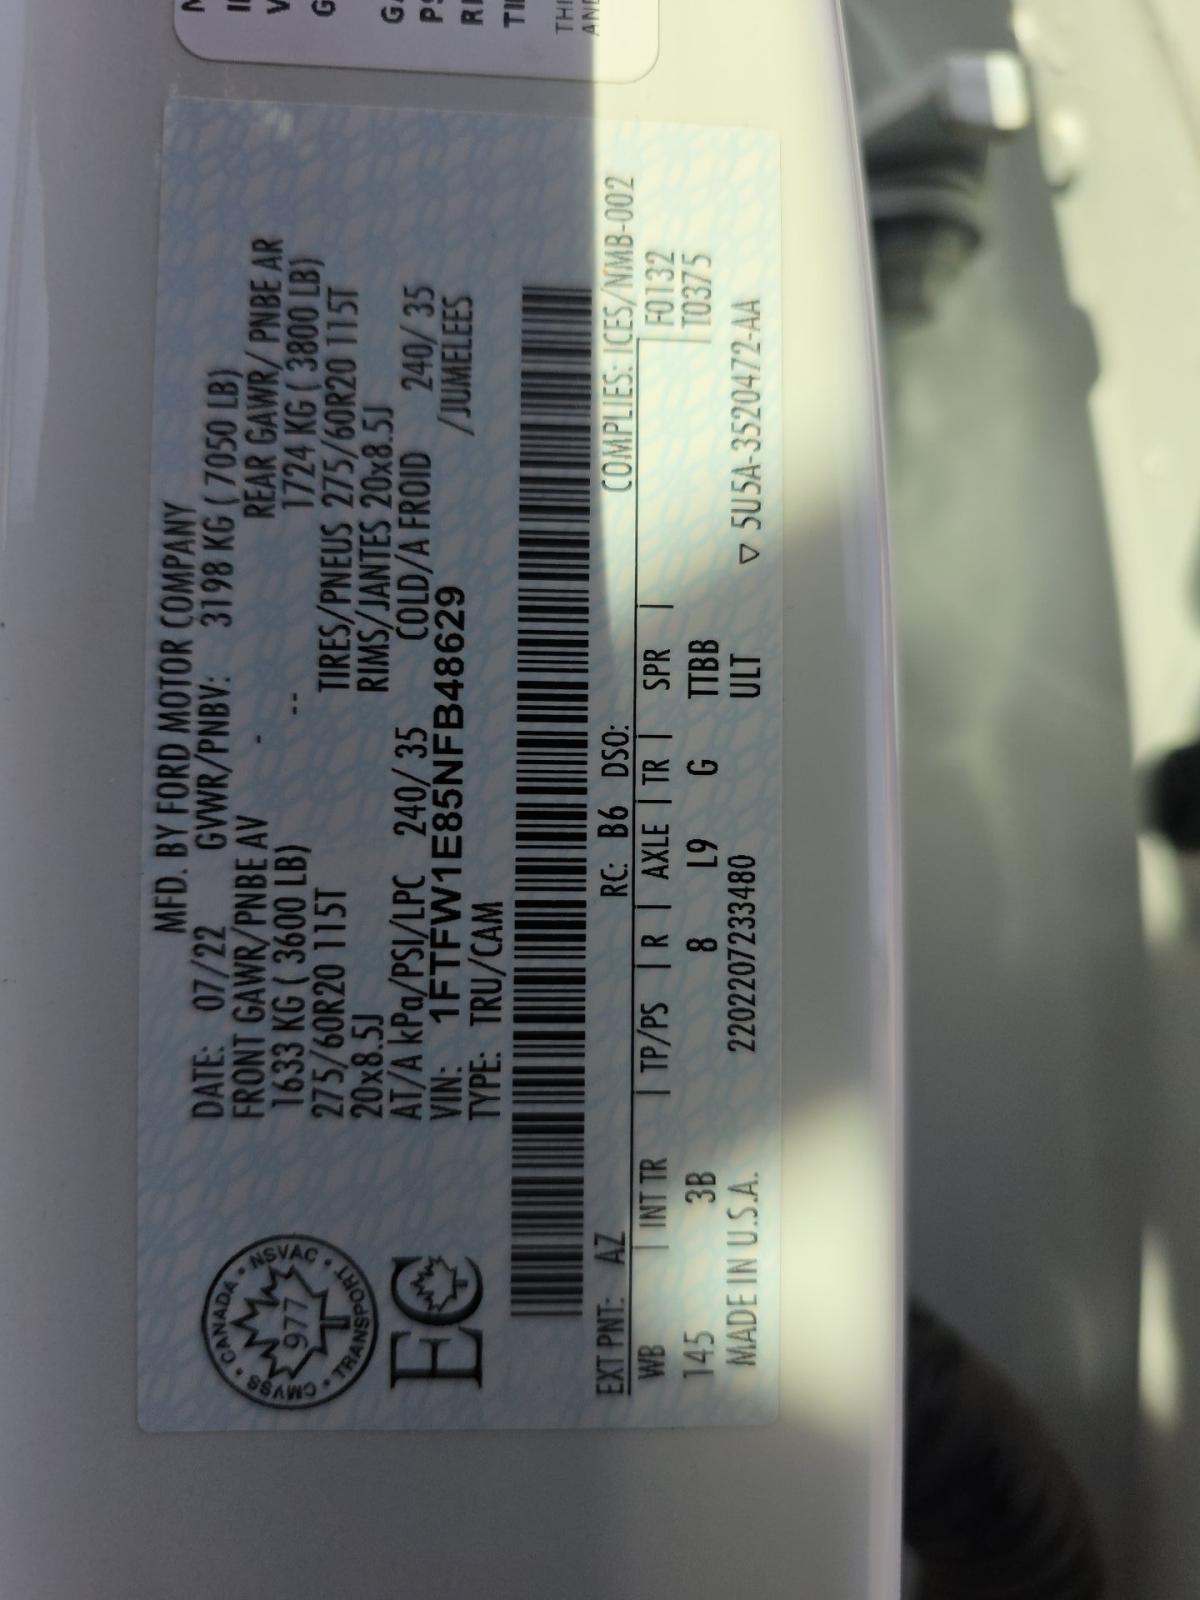 MFD. BY FORD MOTOR COMPANY
DATE: 07/22 GVWR/PNBV: 3198 KG ( 7050 LB)
FRONT GAWR/PNBE AV - REAR GAWR/ PNBE AR
1633 KG ( 3600 LB) -- 1724 KG ( 3800 LB)
275/60R20 115T TIRES/PNEUS 275/60R20 115T
20x8.5J RIMS/JANTES 20x8.5J
AT/A kPa/PSI/LPC 240/ 35 COLD/A FROID 240/ 35
VIN: 1FTFW1E85NFB48629 /JUMELEES
TYPE: TRU/CAM
CANADA • NSVAC • TRANSPORT • CMVSS •
977
EC
COMPLIES: ICES/NMB-002
EXT PNT: AZ RC: B6 DSO:
WB | INT TR | TP/PS | R | AXLE | TR | SPR | F0132
145 3B 8 L9 G TTBB T0375
MADE IN U.S.A. 220220723348​0 ULT ▽ 5U5A-3520472-AA